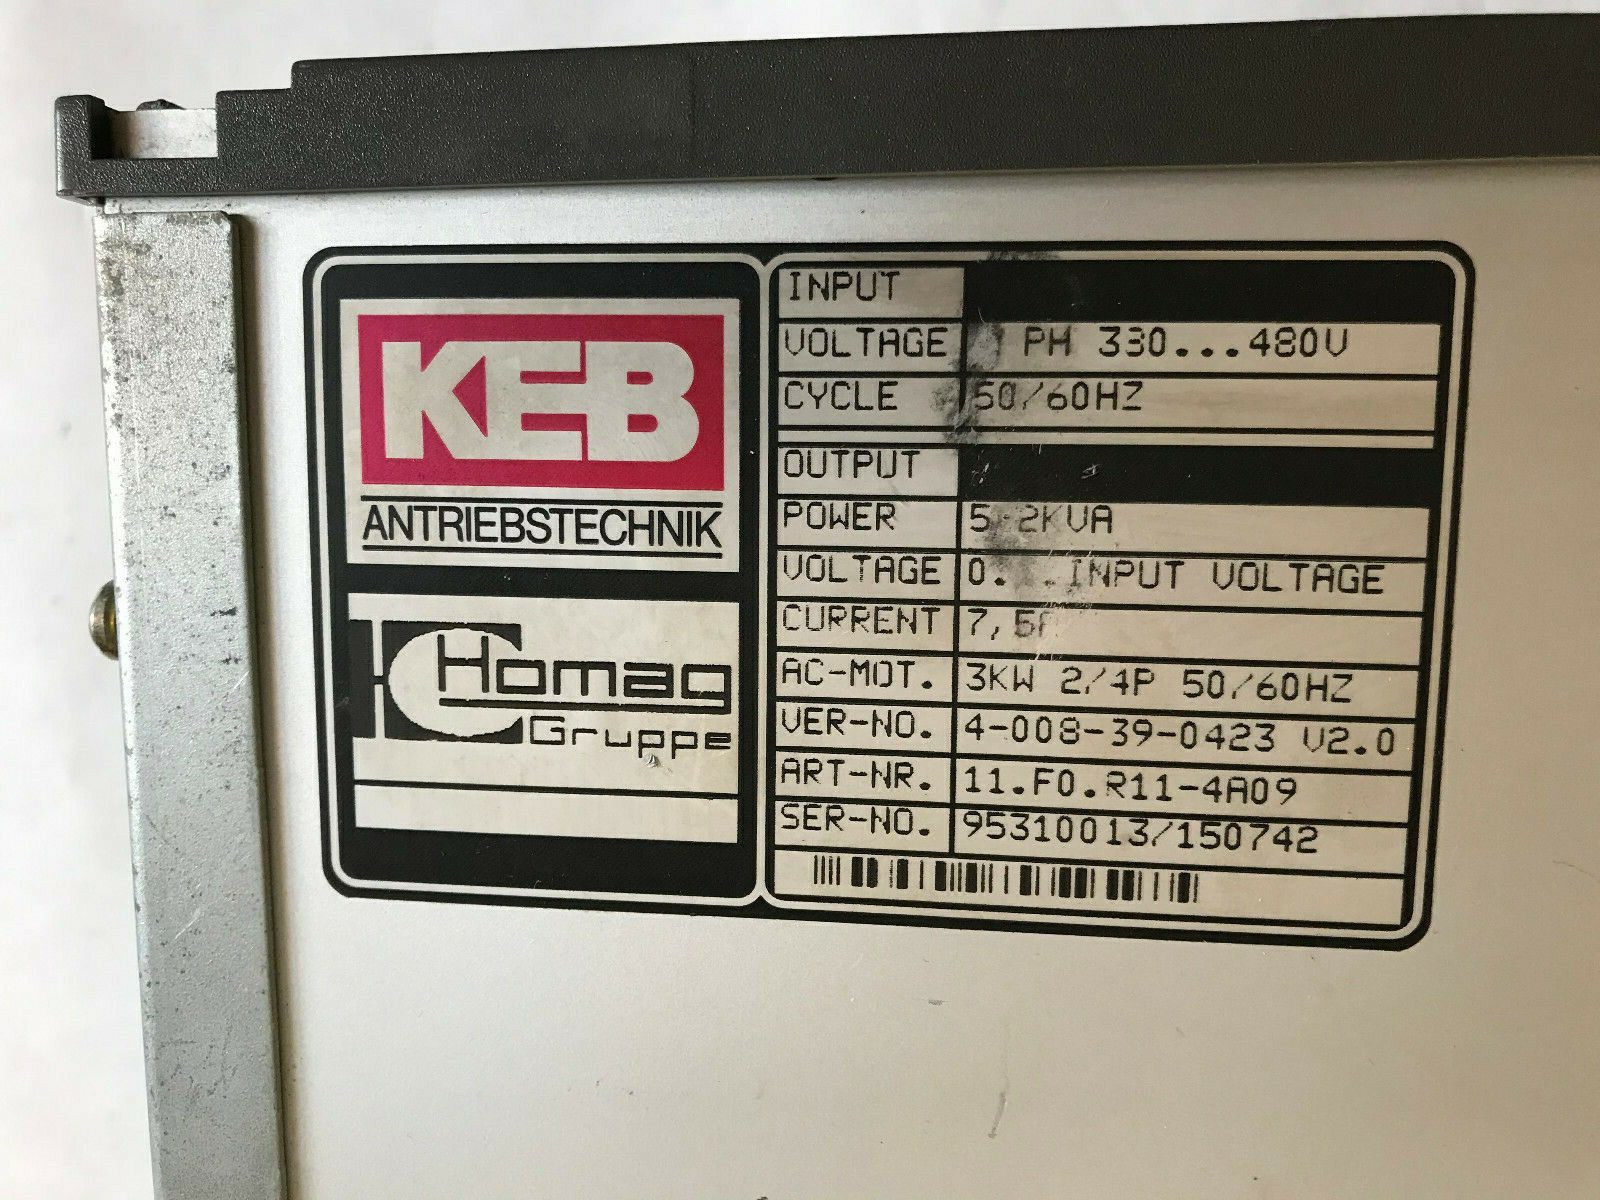 KEB
ANTRIEBSTECHNIK
Homag
Gruppe
INPUT
VOLTAGE PH 330...480V
CYCLE 50/60HZ
OUTPUT
POWER 5,2KVA
VOLTAGE INPUT VOLTAGE
CURRENT 7,5A
AC-MOT. 3KW 2/4P 50/60HZ
VER-NO. 4-008-39-0423 V2.0
ART-NR. 11.F0.R11-4A09
SER-NO. 95310013/150742